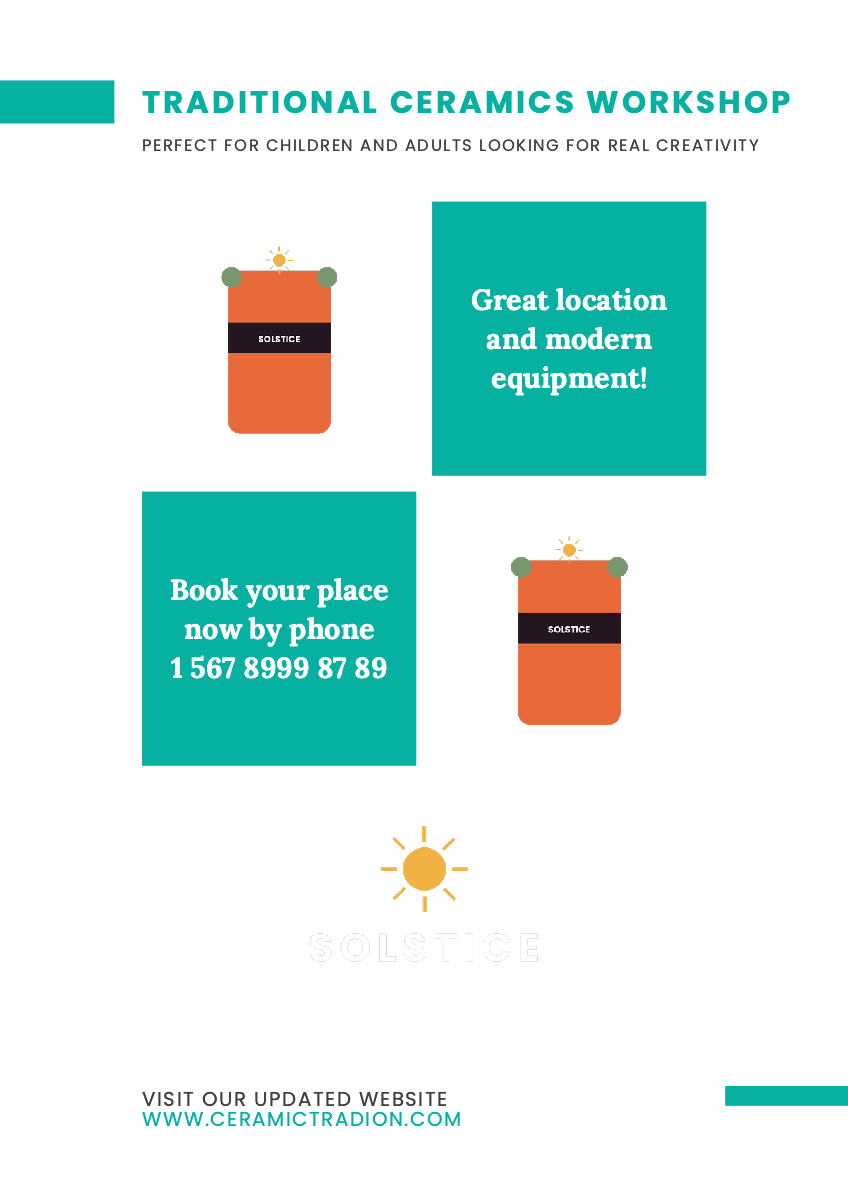 TRADITIONAL CERAMICS WORKSHOP
PERFECT FOR CHILDREN AND ADULTS LOOKING FOR REAL CREATIVITY
SOLSTICE
Great location
and modern
equipment!
Book your place
now by phone
1 567 8999 87 89
SOLSTICE
SOLSTICE
VISIT OUR UPDATED WEBSITE
WWW.CERAMICTRADION.COM